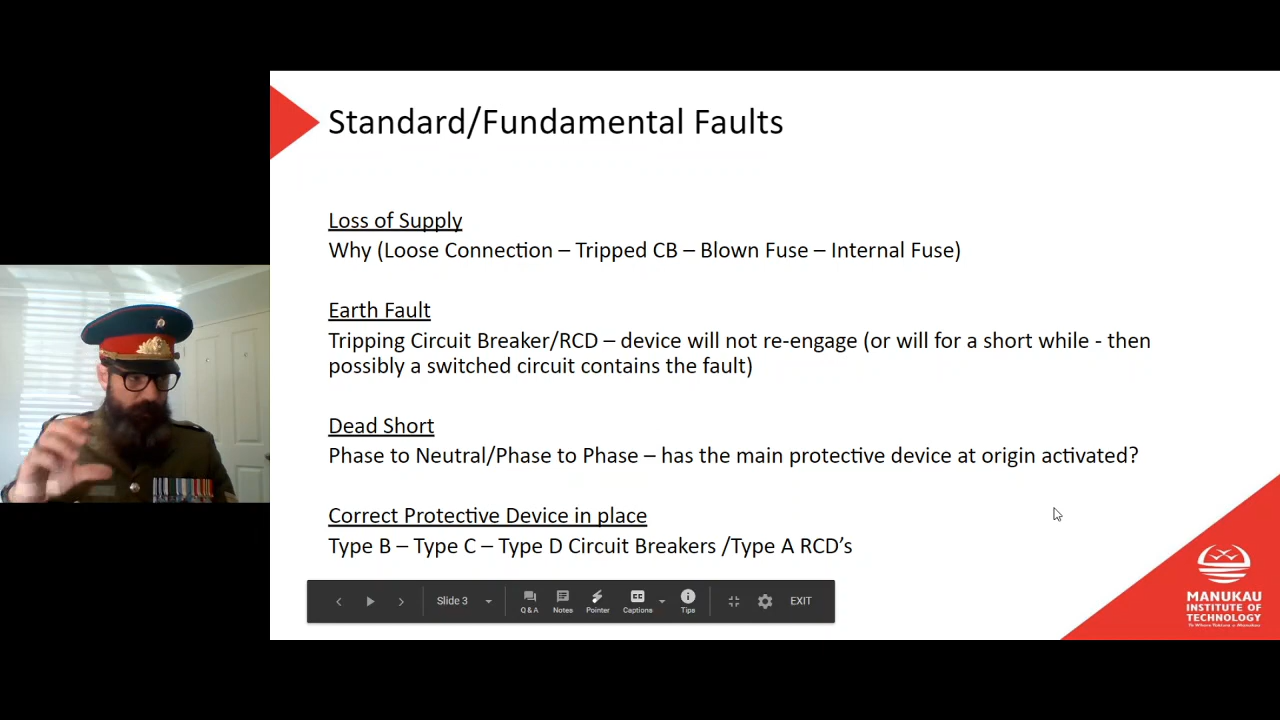 Standard/Fundamental Faults
Loss of Supply
Why (Loose Connection – Tripped CB – Blown Fuse – Internal Fuse)
Earth Fault
Tripping Circuit Breaker/RCD – device will not re-engage (or will for a short while - then
possibly a switched circuit contains the fault)
Dead Short
Phase to Neutral/Phase to Phase – has the main protective device at origin activated?
Correct Protective Device in place
Type B – Type C – Type D Circuit Breakers /Type A RCD’s
Slide 3
Q & A
Notes
Pointer
Captions
Tips
EXIT
MANUKAU
INSTITUTE OF
TECHNOLOGY